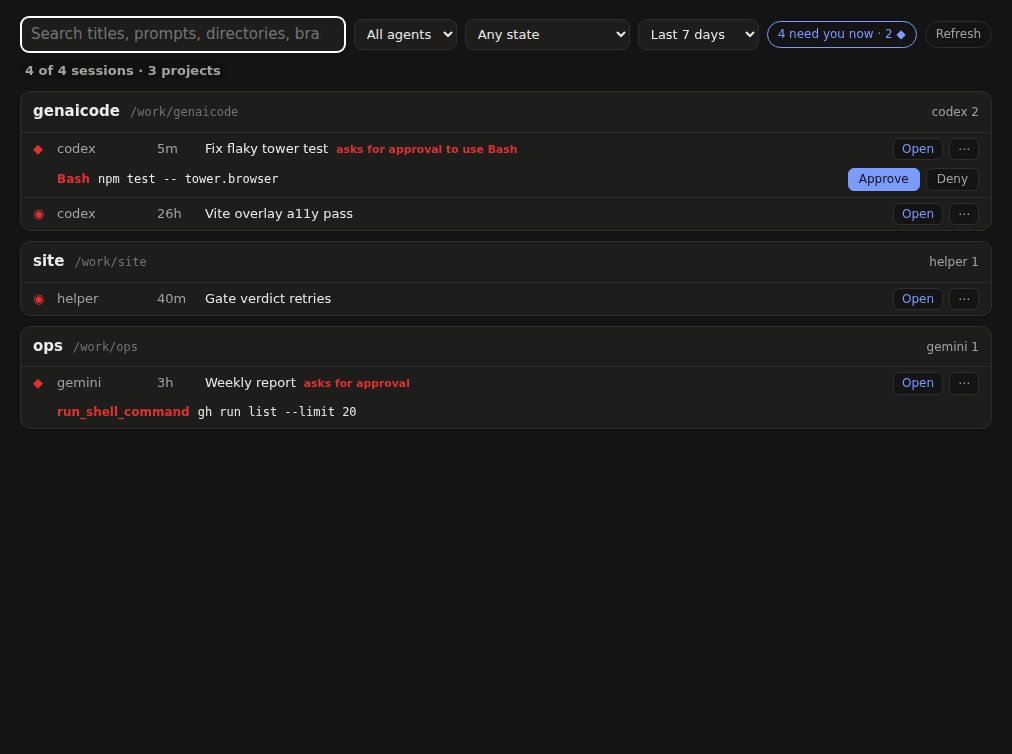 Search titles, prompts, directories, bra All agents Any state Last 7 days 4 need you now · 2 ◆ Refresh
4 of 4 sessions · 3 projects
genaicode /work/genaicode codex 2
◆ codex 5m Fix flaky tower test asks for approval to use Bash Open ···
Bash npm test -- tower.browser Approve Deny
◉ codex 26h Vite overlay a11y pass Open ···
site /work/site helper 1
◉ helper 40m Gate verdict retries Open ···
ops /work/ops gemini 1
◆ gemini 3h Weekly report asks for approval Open ···
run_shell_command gh run list --limit 20